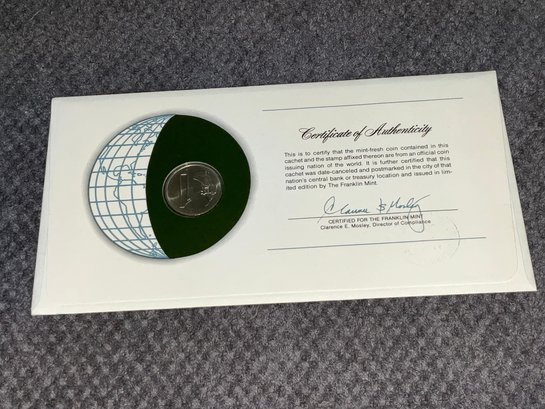 Certificate of Authenticity
This is to certify that the mint-fresh coin contained in this
cachet and the stamp affixed thereon are from an official coin
issuing nation of the world. It is further certified that this
cachet was date-canceled and postmarked in the city of that
nation's central bank or treasury location and issued in lim-
ited edition by The Franklin Mint.
CERTIFIED FOR THE FRANKLIN MINT
Clarence E. Mosley, Director of Compliance